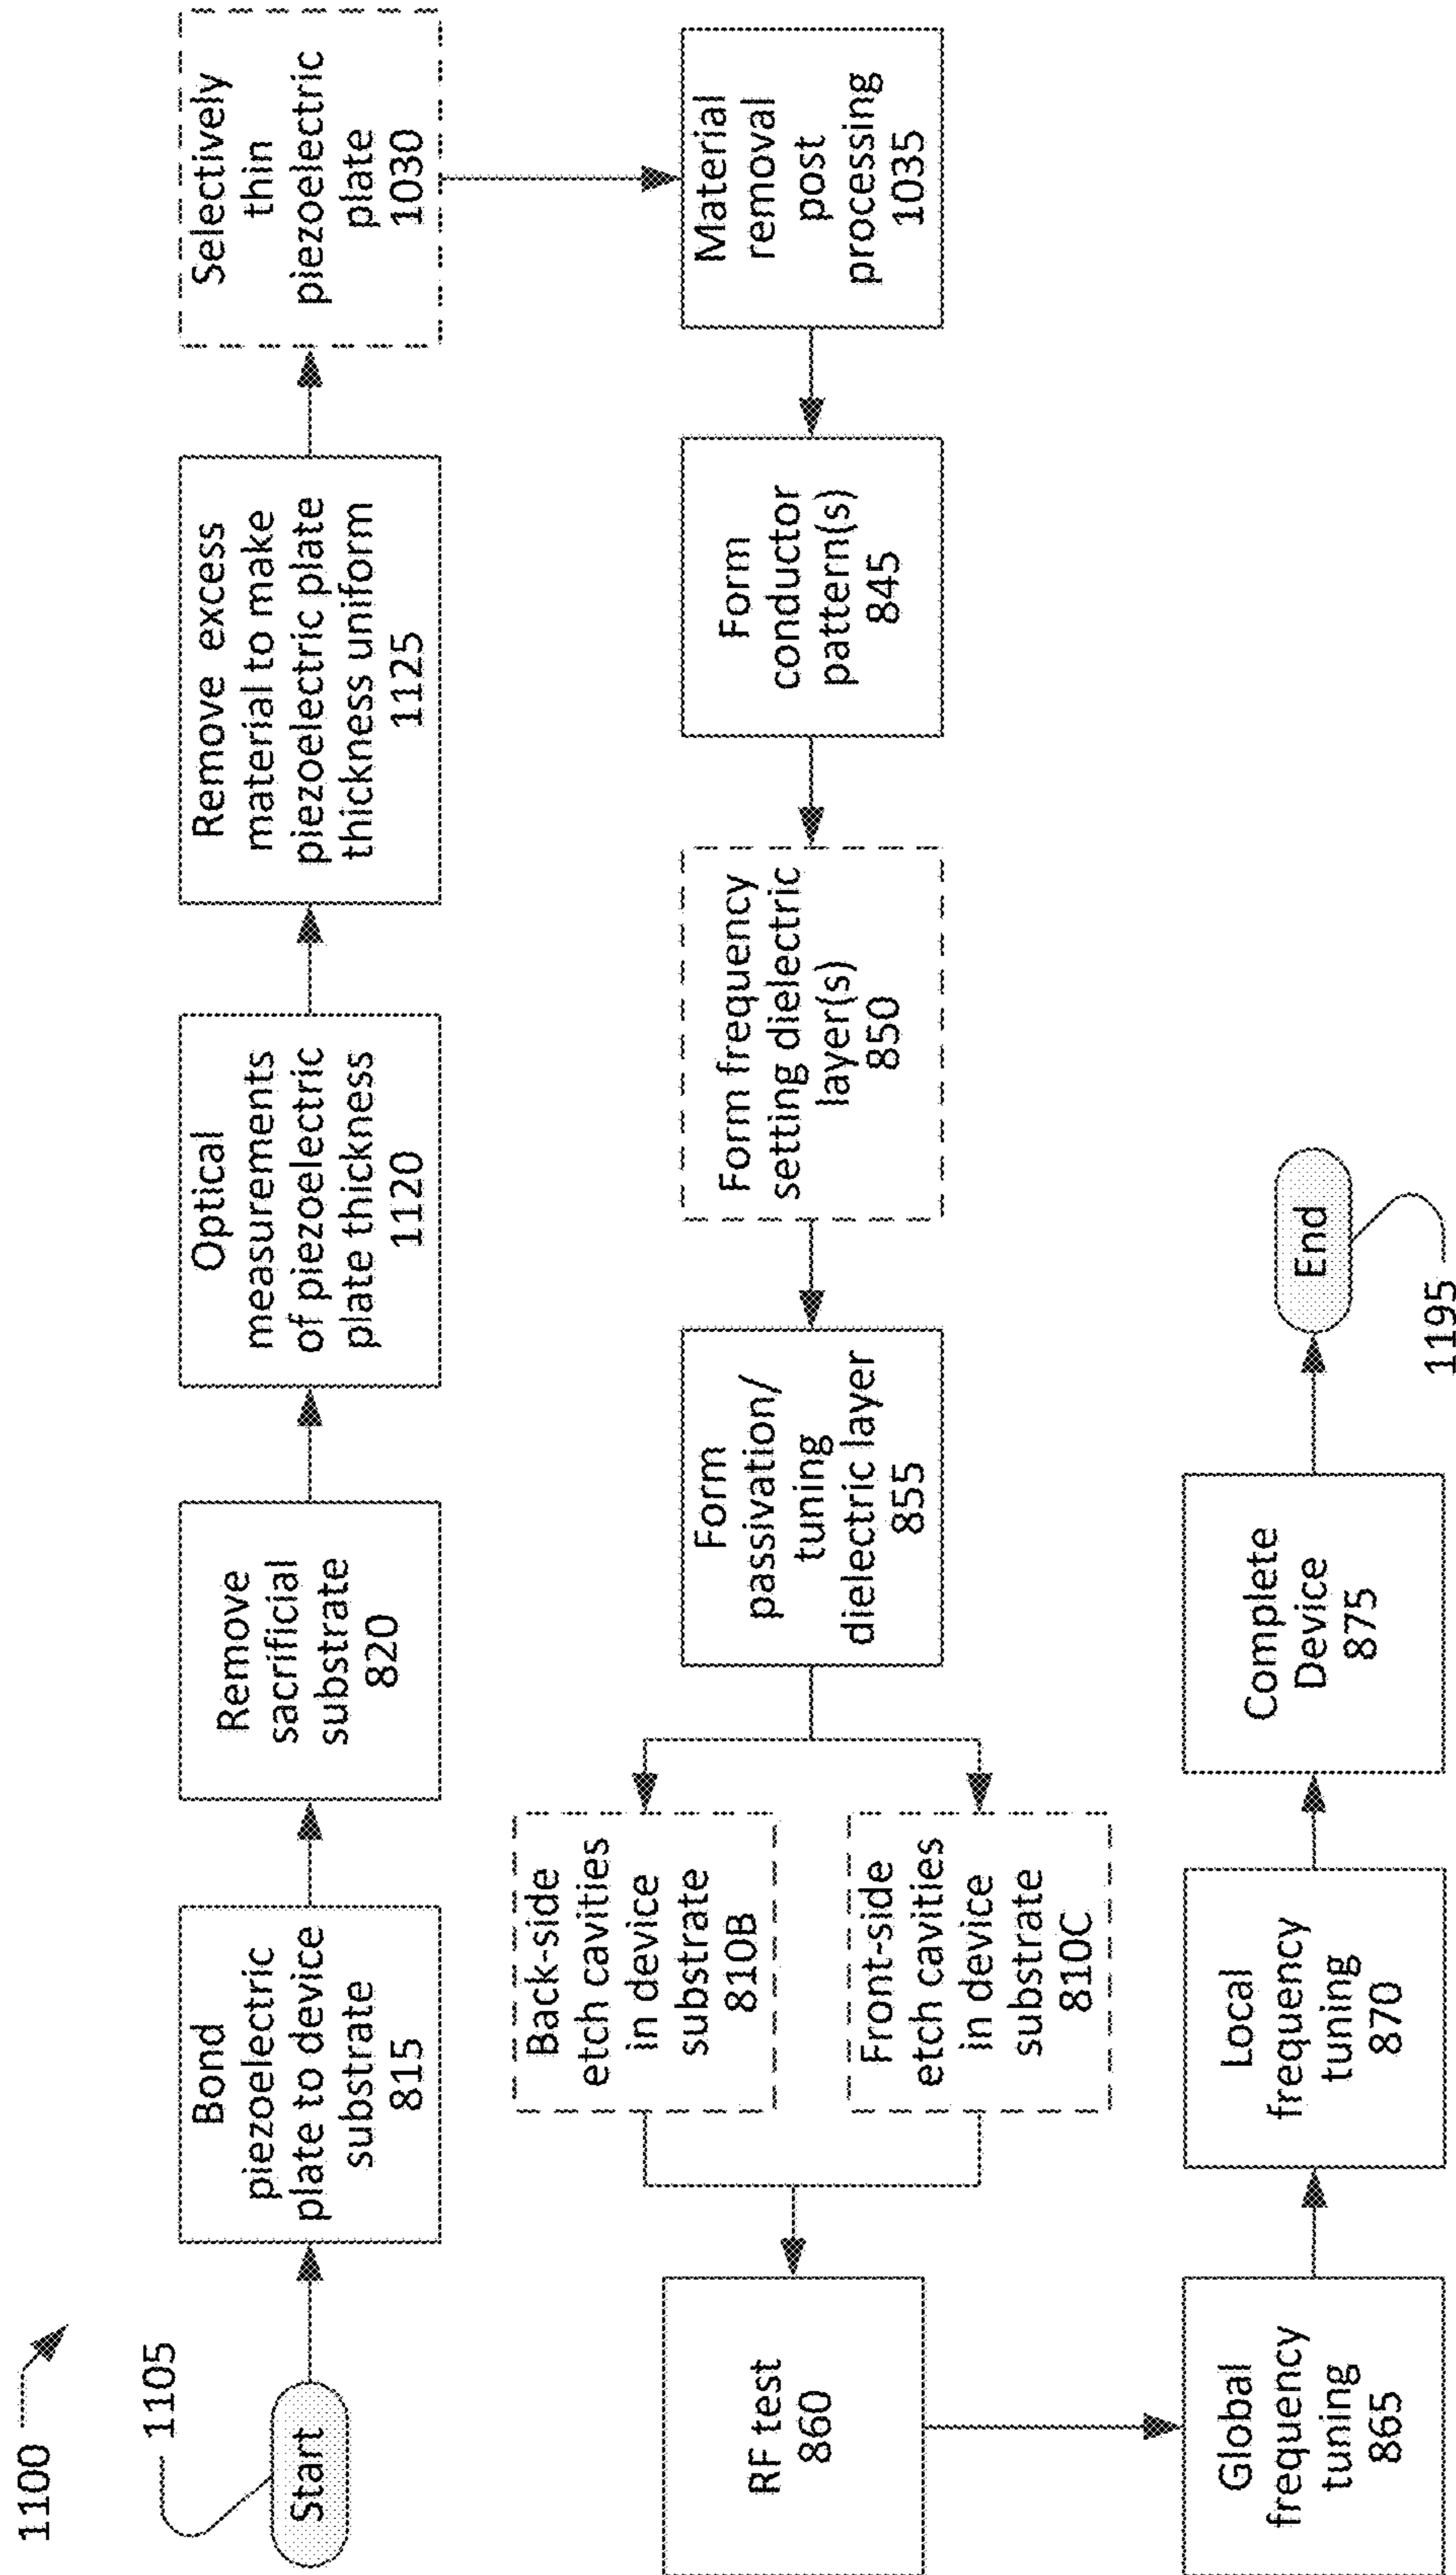 1100
1105
Start
Bond
piezoelectric
plate to device
substrate
815
Remove
sacrificial
substrate
820
Optical
measurements
of piezoelectric
plate thickness
1120
Remove excess
material to make
piezoelectric plate
thickness uniform
1125
Selectively
thin
piezoelectric
plate
1030
Material
removal
post
processing
1035
Form
conductor
pattern(s)
845
Form frequency
setting dielectric
layer(s)
850
Form
passivation/
tuning
dielectric layer
855
Back-side
etch cavities
in device
substrate
810B
Front-side
etch cavities
in device
substrate
810C
RF test
860
Global
frequency
tuning
865
Local
frequency
tuning
870
Complete
Device
875
End
1195